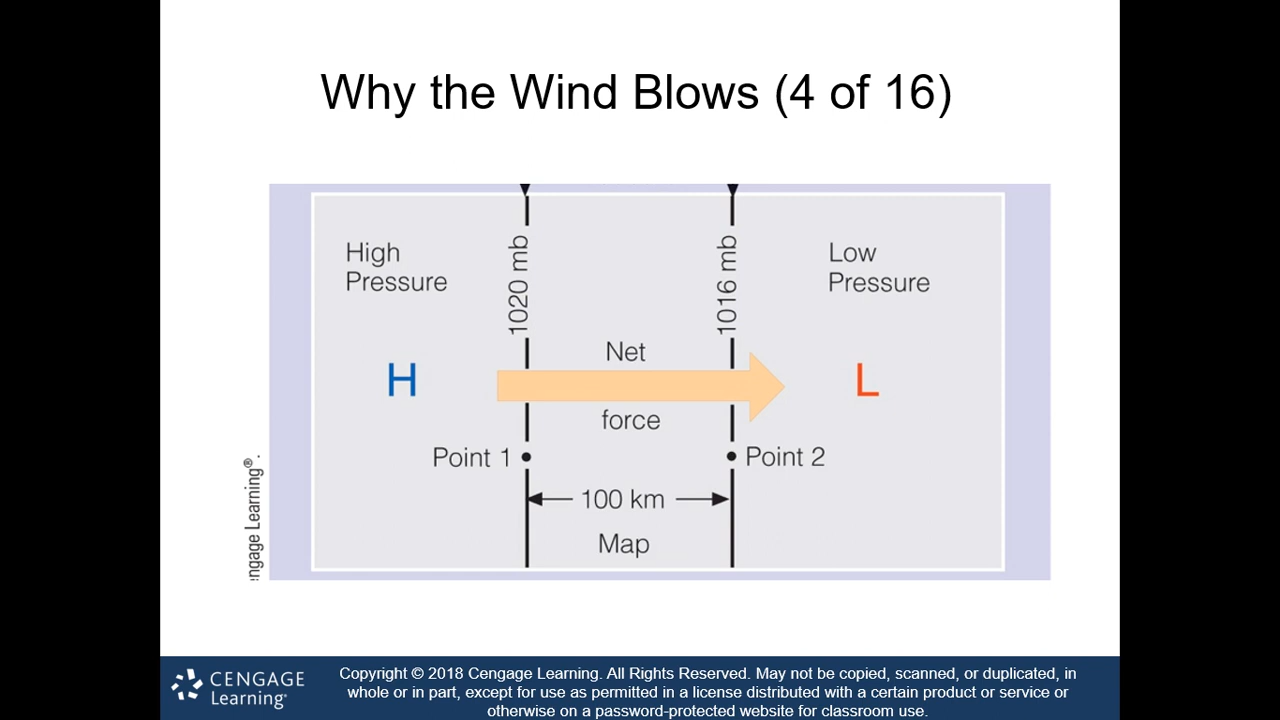 Why the Wind Blows (4 of 16)
High
Pressure
1020 mb
1016 mb
Low
Pressure
Net
H
L
force
Point 1
Point 2
100 km
Map
ngage Learning®.
CENGAGE
Learning
Copyright © 2018 Cengage Learning. All Rights Reserved. May not be copied, scanned, or duplicated, in
whole or in part, except for use as permitted in a license distributed with a certain product or service or
otherwise on a password-protected website for classroom use.